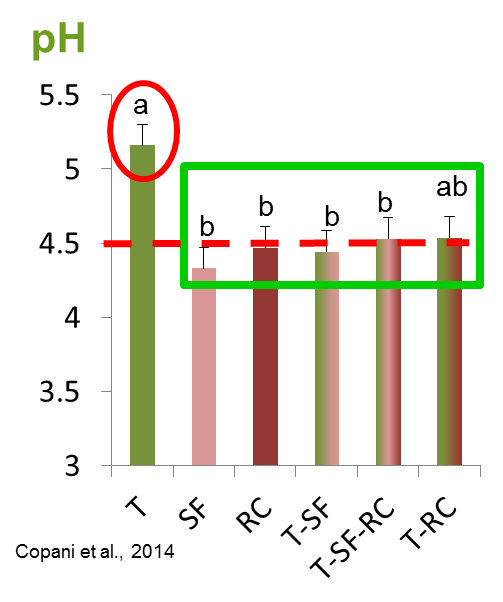 pH
5.5
5
4.5
4
3.5
3
a
b
b
b
b
ab
T
SF
RC
T-SF
T-SF-RC
T-RC
Copani et al., 2014